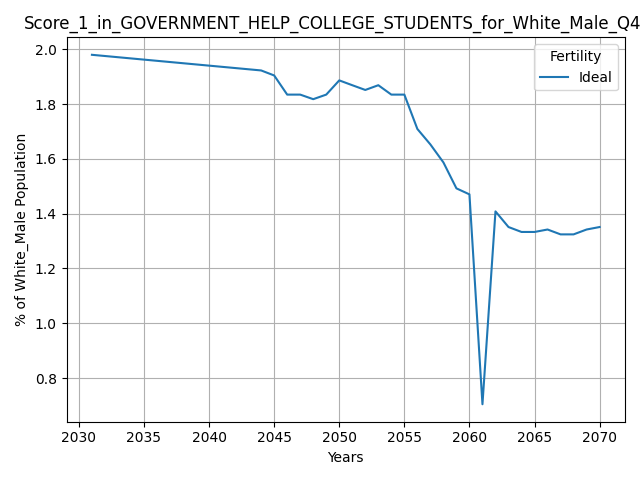 Score_1_in_GOVERNMENT_HELP_COLLEGE_STUDENTS_for_White_Male_Q4
Fertility
Ideal
% of White_Male Population
2.0
1.8
1.6
1.4
1.2
1.0
0.8
2030 2035 2040 2045 2050 2055 2060 2065 2070
Years